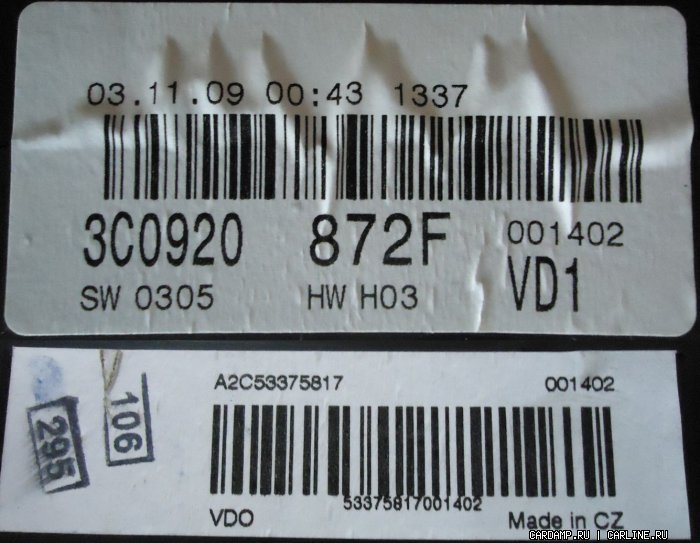 03.11.09 00:43 1337
3C0920 872F 001402
SW 0305 HW H03 VD1
A2C53375817 001402
106
295
53375817001402
VDO Made in CZ
CARDAMP.RU | CARLINE.RU